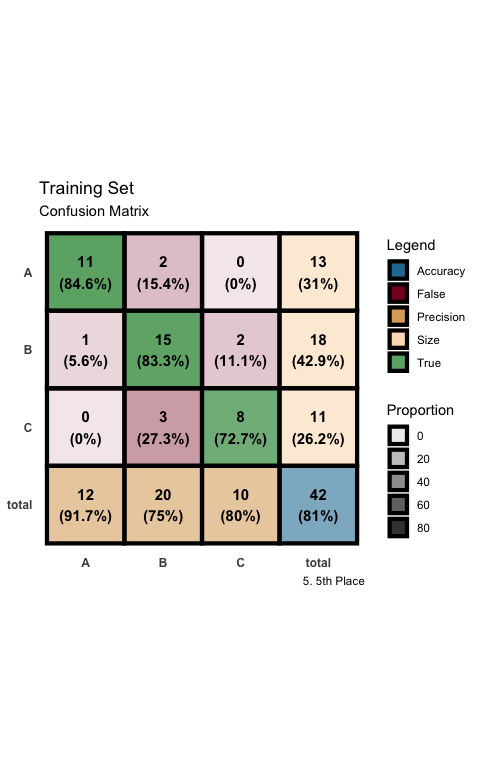 Training Set
Confusion Matrix
A
11
(84.6%)
2
(15.4%)
0
(0%)
13
(31%)
B
1
(5.6%)
15
(83.3%)
2
(11.1%)
18
(42.9%)
C
0
(0%)
3
(27.3%)
8
(72.7%)
11
(26.2%)
total
12
(91.7%)
20
(75%)
10
(80%)
42
(81%)
A B C total
5. 5th Place
Legend
Accuracy
False
Precision
Size
True
Proportion
0
20
40
60
80